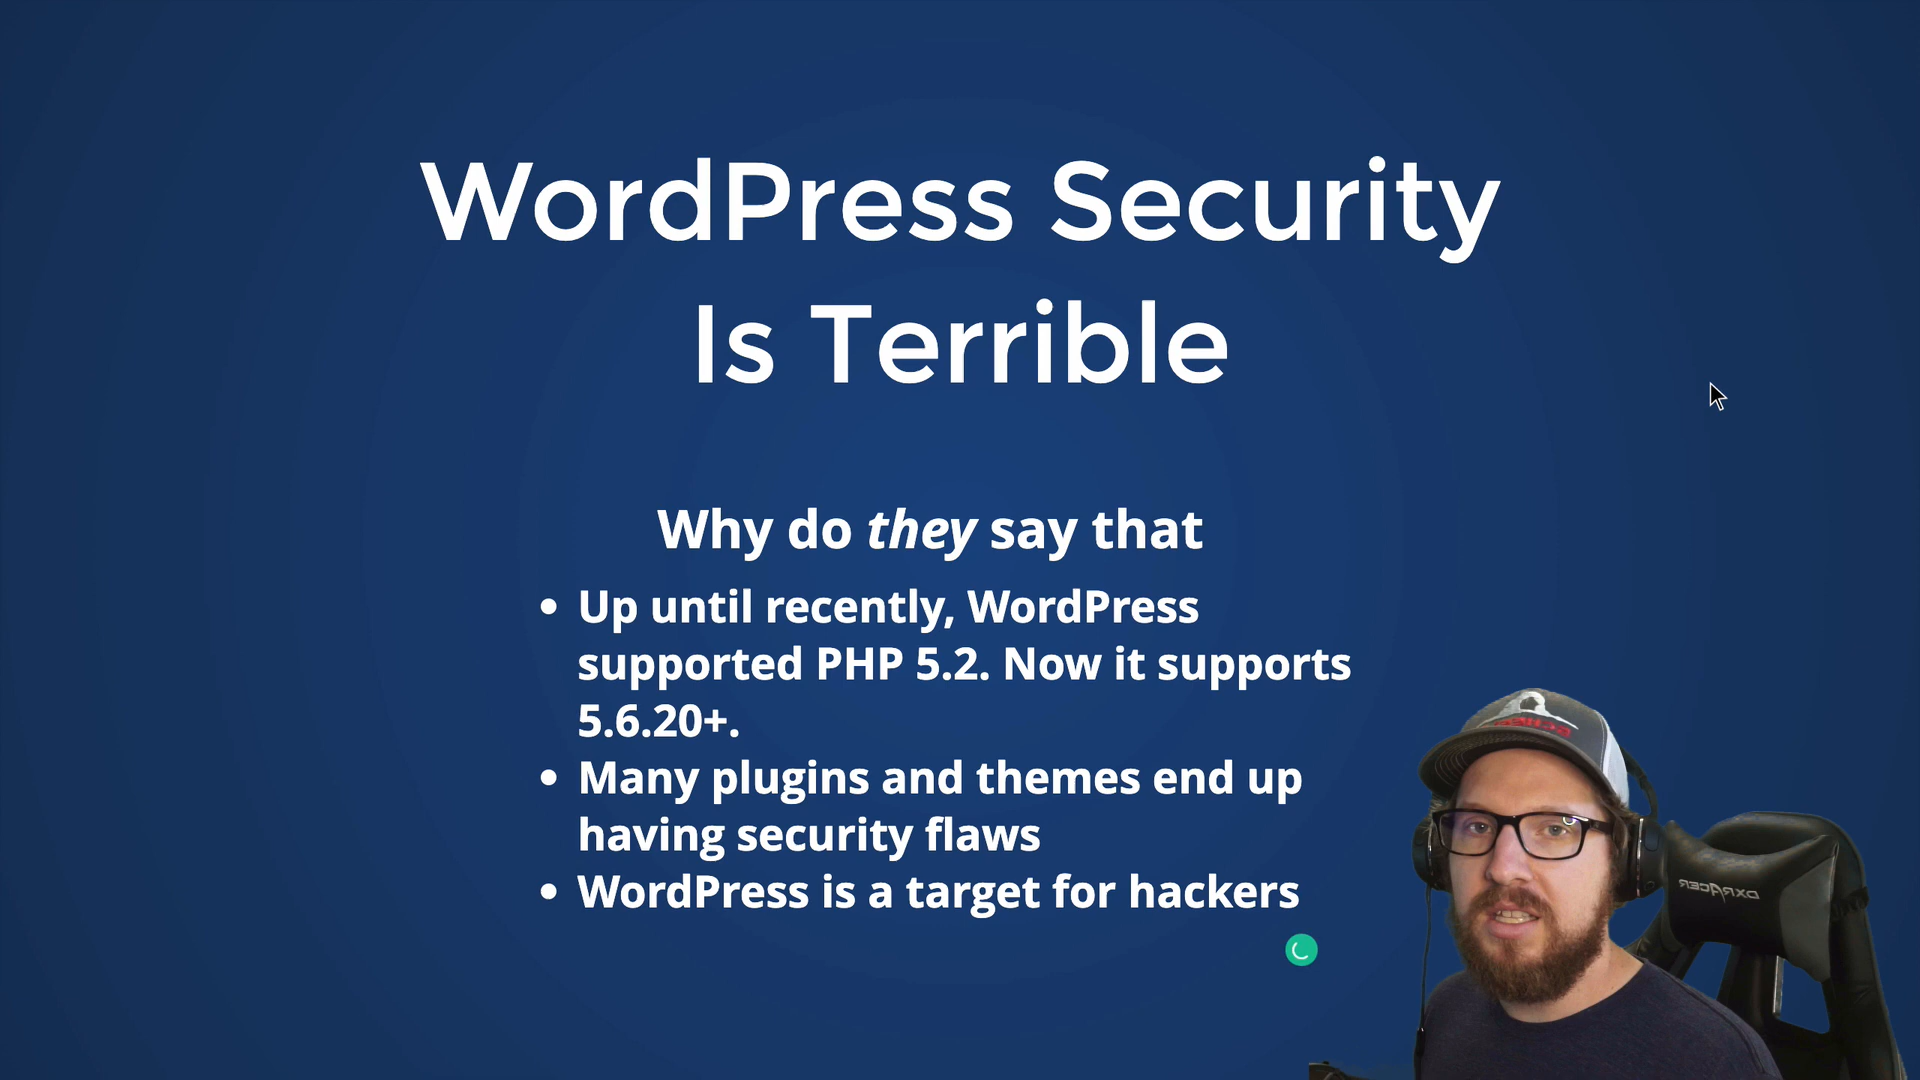 WordPress Security
Is Terrible
Why do they say that
• Up until recently, WordPress
supported PHP 5.2. Now it supports
5.6.20+.
• Many plugins and themes end up
having security flaws
• WordPress is a target for hackers
DXRACER